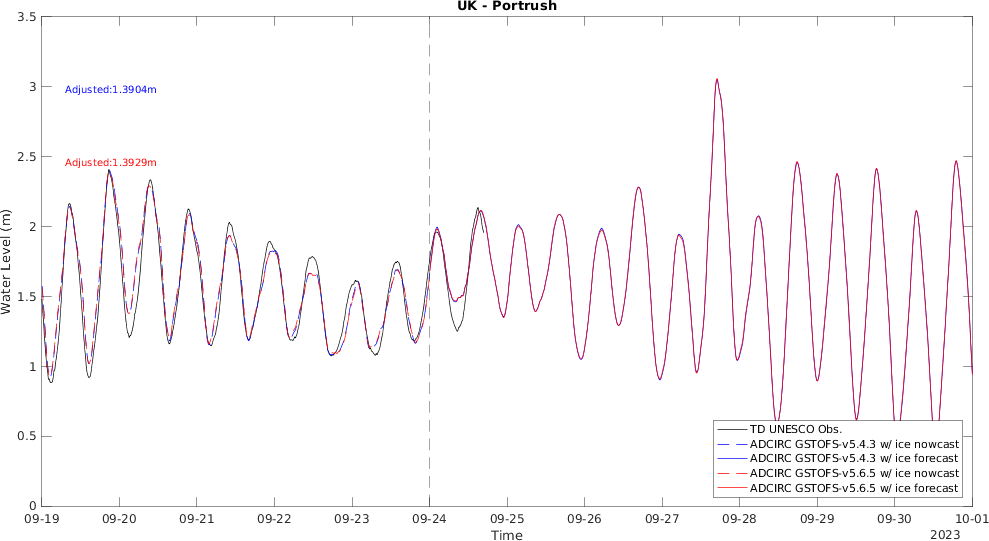 UK - Portrush
3.5
3
2.5
2
1.5
1
0.5
0
Water Level (m)
Adjusted:1.3904m
Adjusted:1.3929m
TD UNESCO Obs.
ADCIRC GSTOFS-v5.4.3 w/ ice nowcast
ADCIRC GSTOFS-v5.4.3 w/ ice forecast
ADCIRC GSTOFS-v5.6.5 w/ ice nowcast
ADCIRC GSTOFS-v5.6.5 w/ ice forecast
09-19 09-20 09-21 09-22 09-23 09-24 09-25 09-26 09-27 09-28 09-29 09-30 10-01
Time
2023